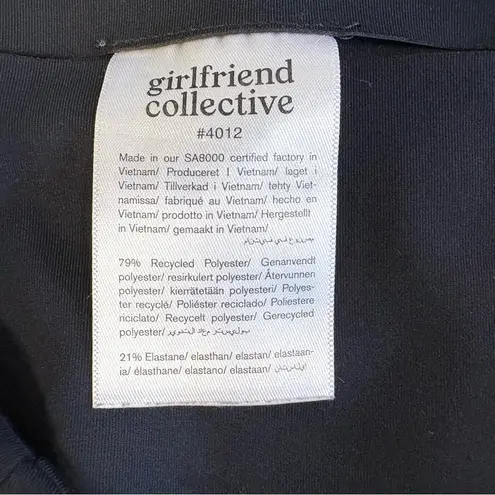 girlfriend
collective
#4012
Made in our SA8000 certified factory in
Vietnam/ Produceret I Vietnam/ laget i
Vietnam/ Tillverkad i Vietnam/ tehty Viet-
namissa/ fabriqué au Vietnam/ hecho en
Vietnam/ prodotto in Vietnam/ Hergestellt
in Vietnam/ gemaakt in Vietnam/
79% Recycled Polyester/ Genanvendt
polyester/ resirkulert polyester/ Återvunnen
polyester/ kierrätetään polyesteri/ Polyes-
ter recyclé/ Poliéster reciclado/ Poliestere
riciclato/ Recycelt polyester/ Gerecycled
polyester/
21% Elastane/ elasthan/ elastan/ elastaan-
ia/ élasthane/ elastano/ elastaan/